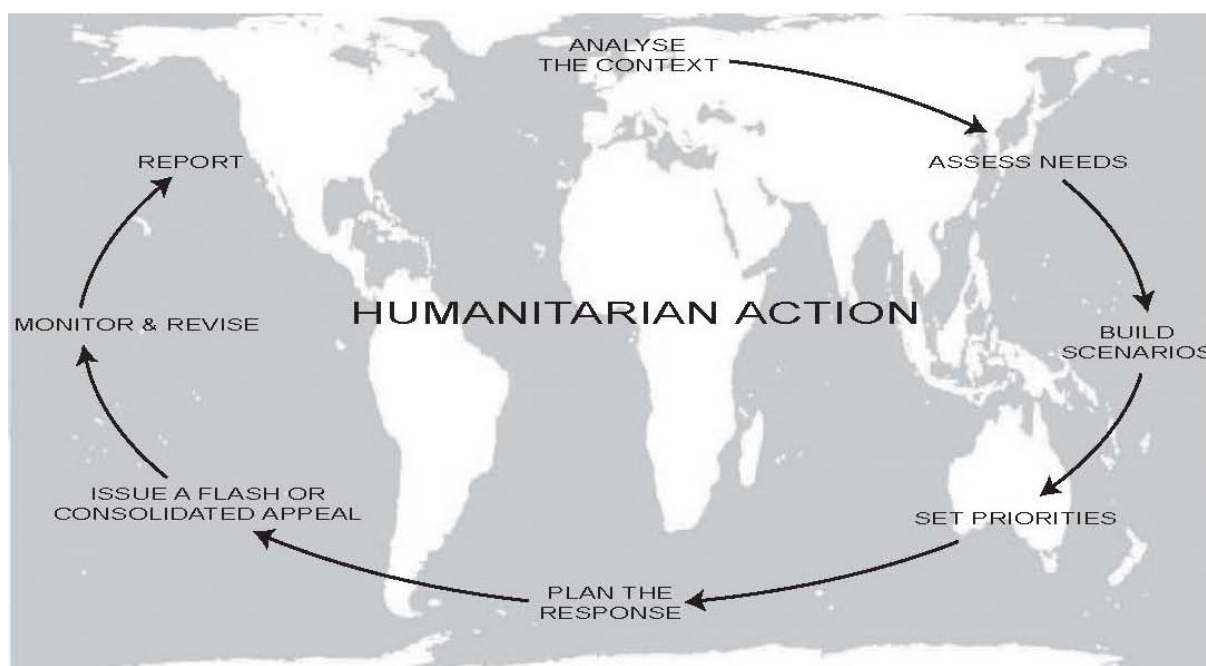 ANALYSE
THE CONTEXT
ASSESS NEEDS
BUILD
SCENARIOS
SET PRIORITIES
PLAN THE
RESPONSE
ISSUE A FLASH OR
CONSOLIDATED APPEAL
MONITOR & REVISE
REPORT
HUMANITARIAN ACTION